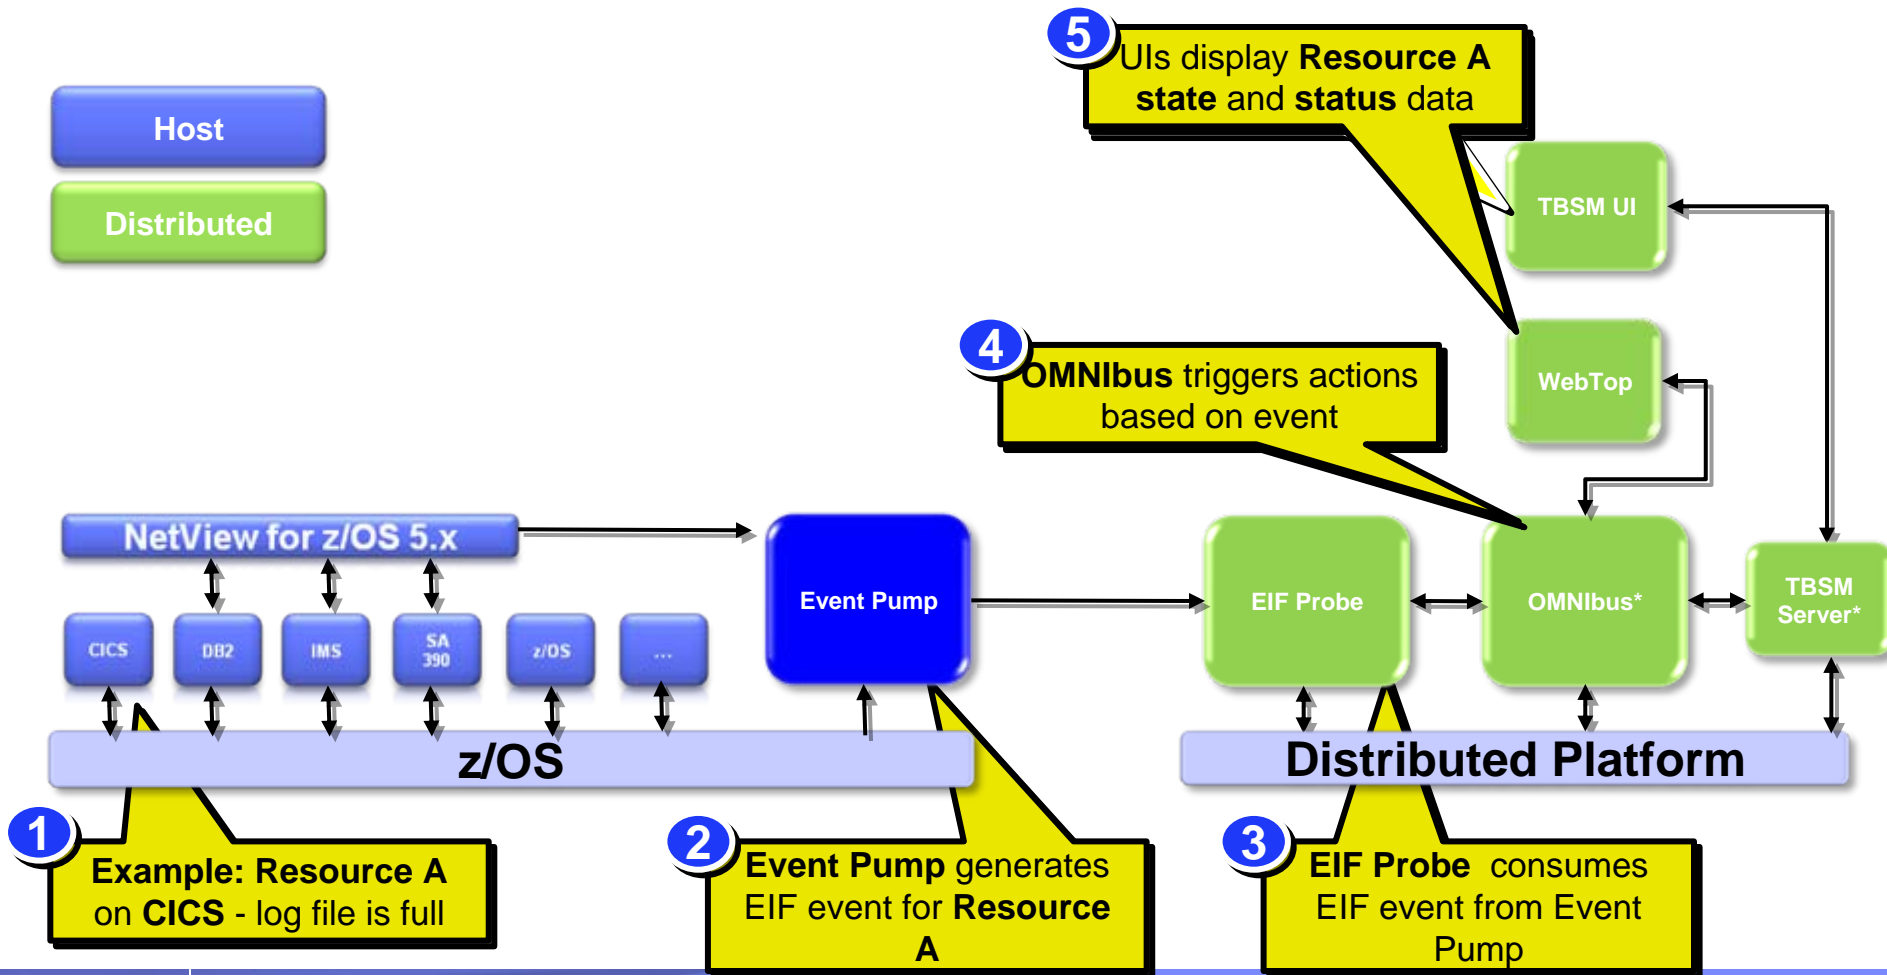 Host
Distributed
5
UIs display Resource A
state and status data
TBSM UI
4
OMNIbus triggers actions
based on event
WebTop
NetView for z/OS 5.x
CICS
DB2
IMS
SA
390
z/OS
...
Event Pump
EIF Probe
OMNIbus*
TBSM
Server*
z/OS
Distributed Platform
1
Example: Resource A
on CICS - log file is full
2
Event Pump generates
EIF event for Resource
A
3
EIF Probe consumes
EIF event from Event
Pump